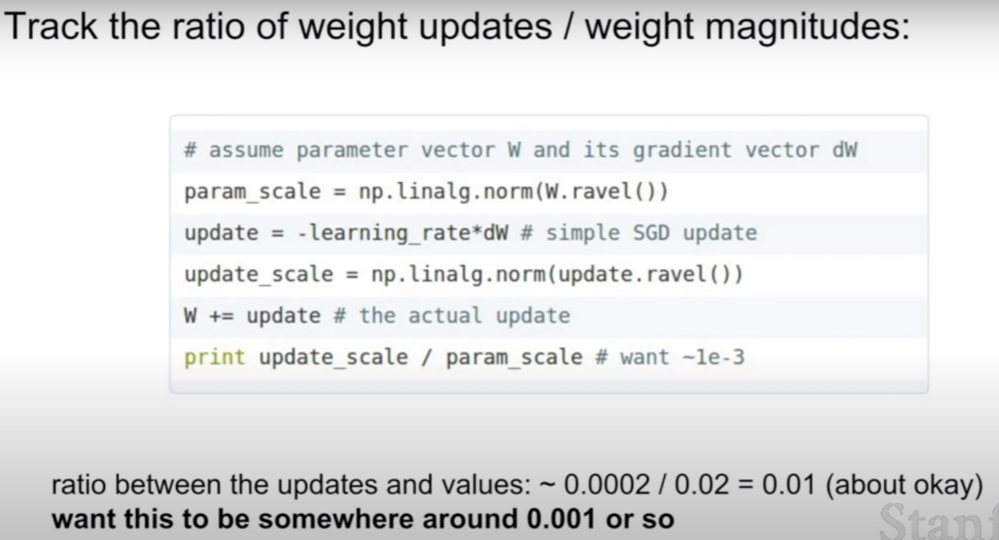 Track the ratio of weight updates / weight magnitudes:
# assume parameter vector W and its gradient vector dW
param_scale = np.linalg.norm(W.ravel())
update = -learning_rate*dW # simple SGD update
update_scale = np.linalg.norm(update.ravel())
W += update # the actual update
print update_scale / param_scale # want ~1e-3
ratio between the updates and values: ~ 0.0002 / 0.02 = 0.01 (about okay)
want this to be somewhere around 0.001 or so
Stanf